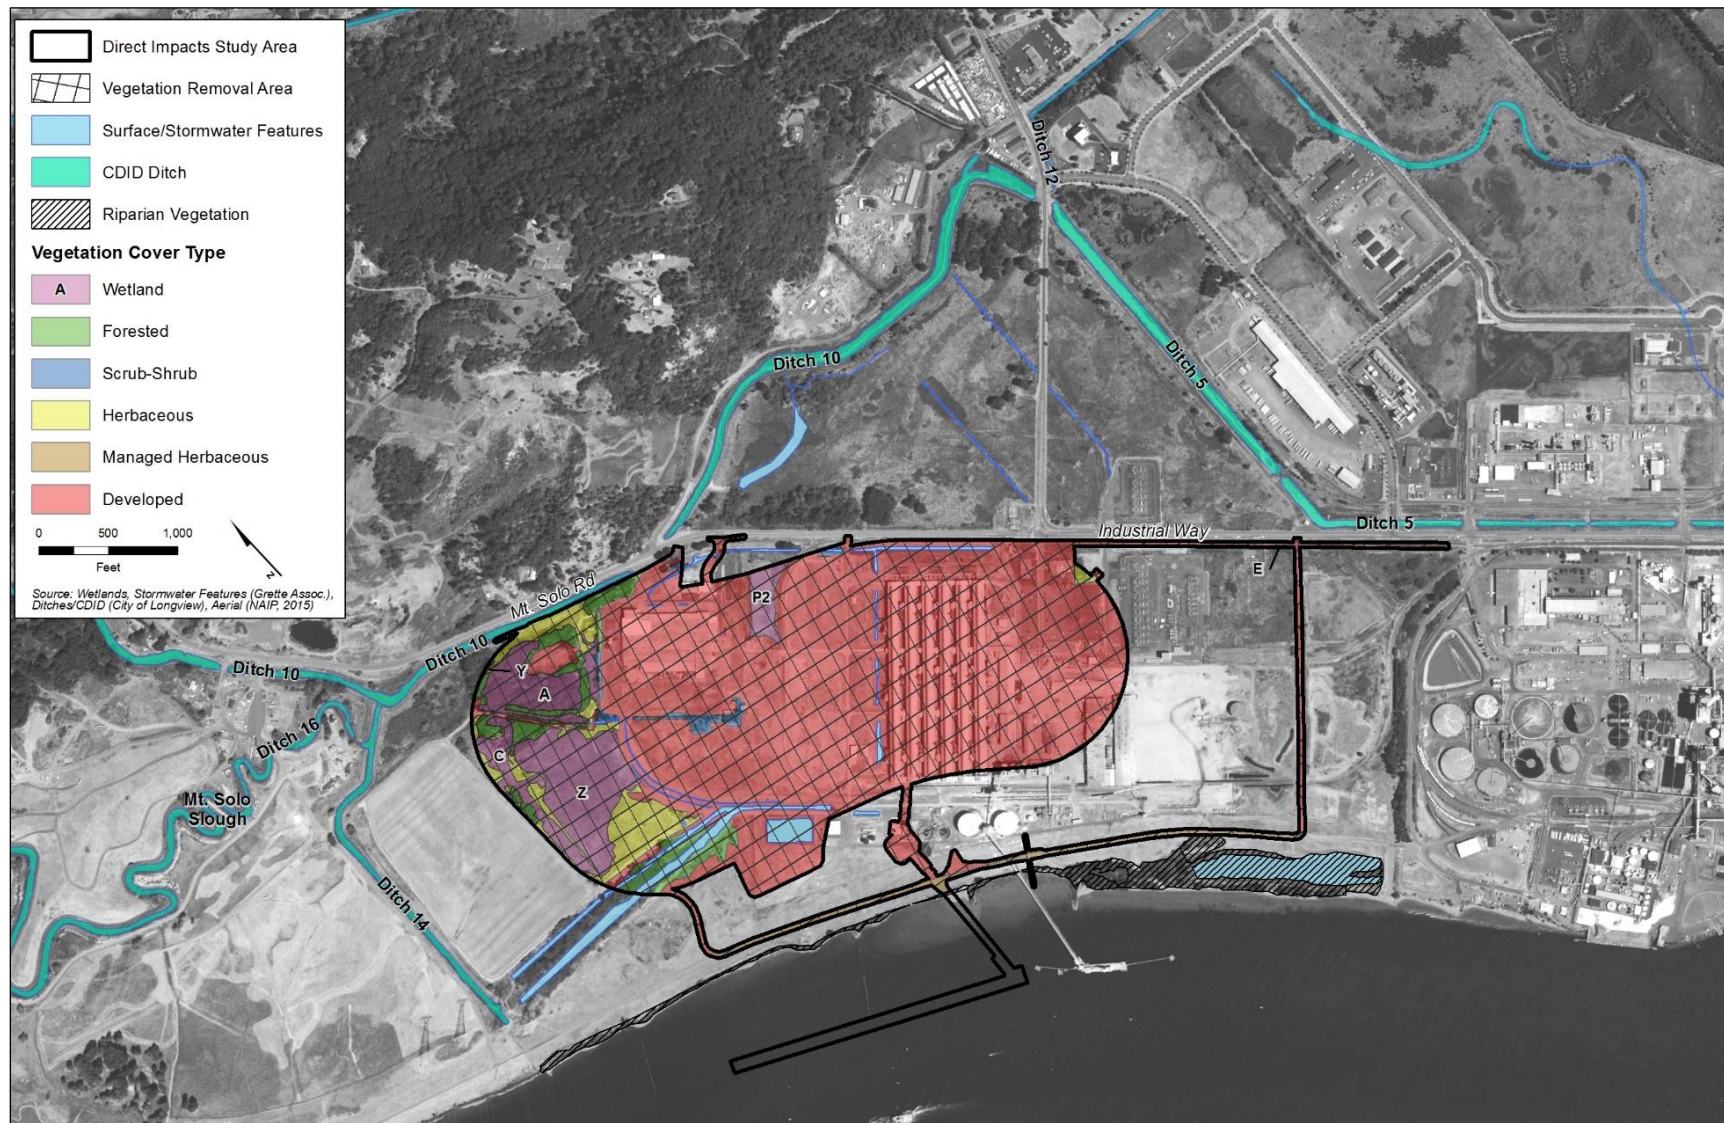 Direct Impacts Study Area
Vegetation Removal Area
Surface/Stormwater Features
CDID Ditch
Riparian Vegetation
Vegetation Cover Type
A Wetland
Forested
Scrub-Shrub
Herbaceous
Managed Herbaceous
Developed
0 500 1,000
Feet
N
Source: Wetlands, Stormwater Features (Grette Assoc.),
Ditches/CDID (City of Longview), Aerial (NAIP, 2015)
Ditch 12
Ditch 10
Ditch 5
Ditch 5
Industrial Way
E
Mt. Solo Rd
P2
Ditch 10
Ditch 10
Y
A
Ditch 16
C
Z
Mt. Solo
Slough
Ditch 14